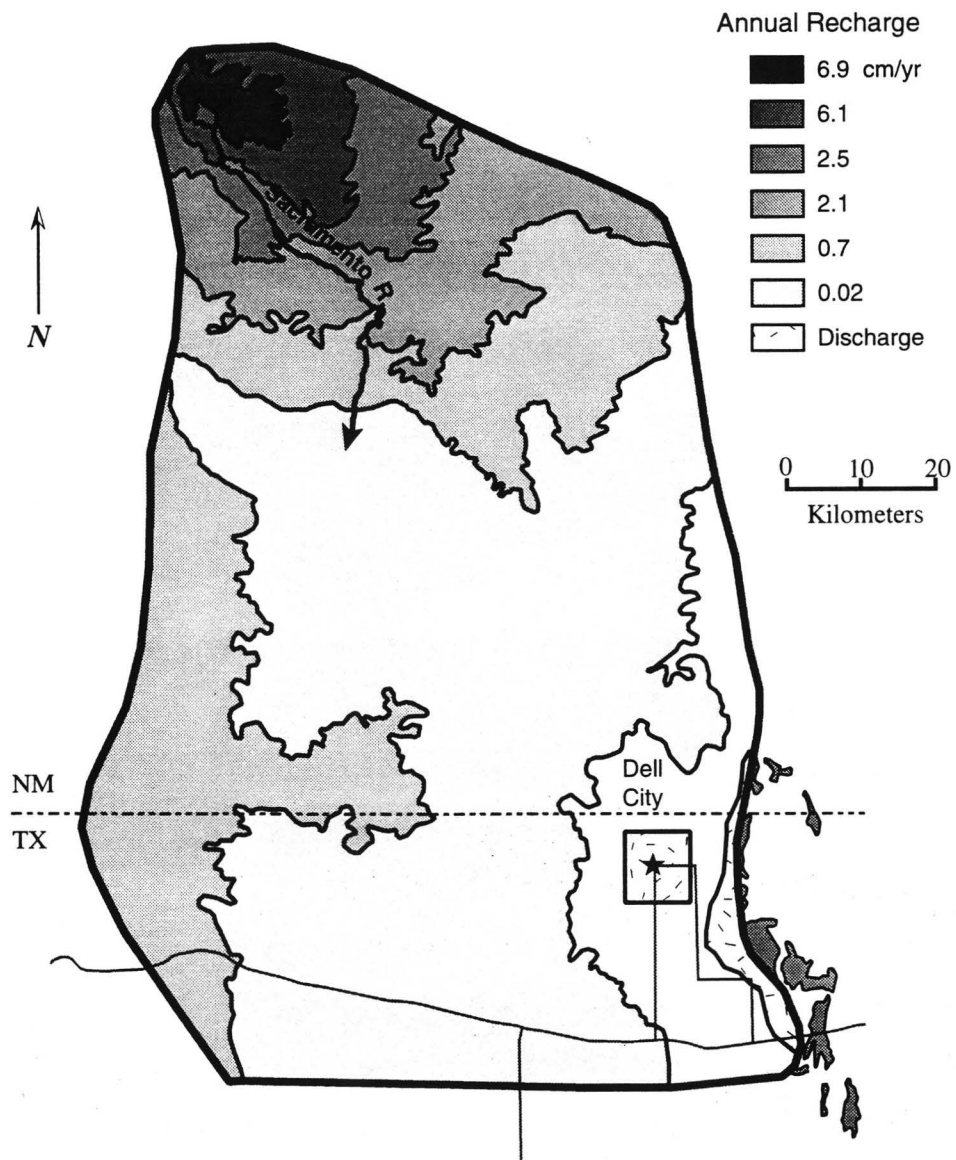 Annual Recharge
6.9 cm/yr
6.1
2.5
2.1
0.7
0.02
Discharge
N
Sacramento R.
0 10 20
Kilometers
NM
TX
Dell
City